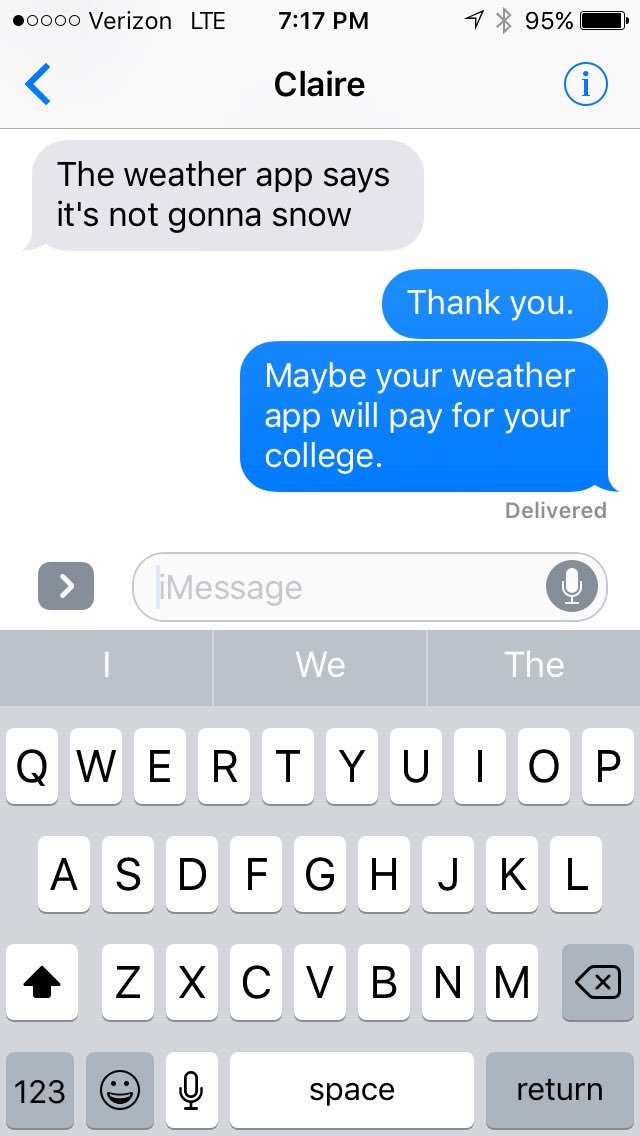 Verizon LTE 7:17 PM 95%
Claire
The weather app says
it's not gonna snow
Thank you.
Maybe your weather
app will pay for your
college.
Delivered
iMessage
I We The
Q W E R T Y U I O P
A S D F G H J K L
Z X C V B N M
123 space return